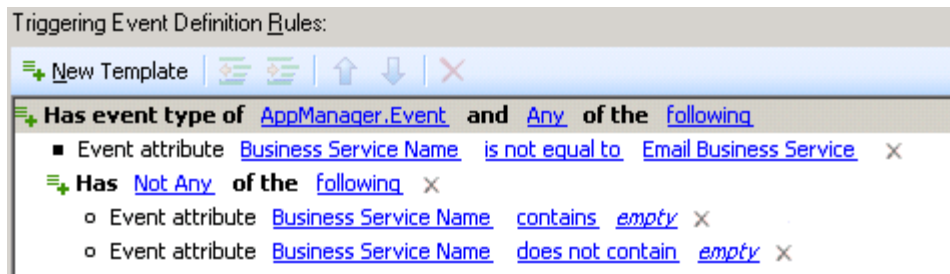 Triggering Event Definition Rules:
New Template
Has event type of AppManager.Event and Any of the following
Event attribute Business Service Name is not equal to Email Business Service
Has Not Any of the following
Event attribute Business Service Name contains empty
Event attribute Business Service Name does not contain empty